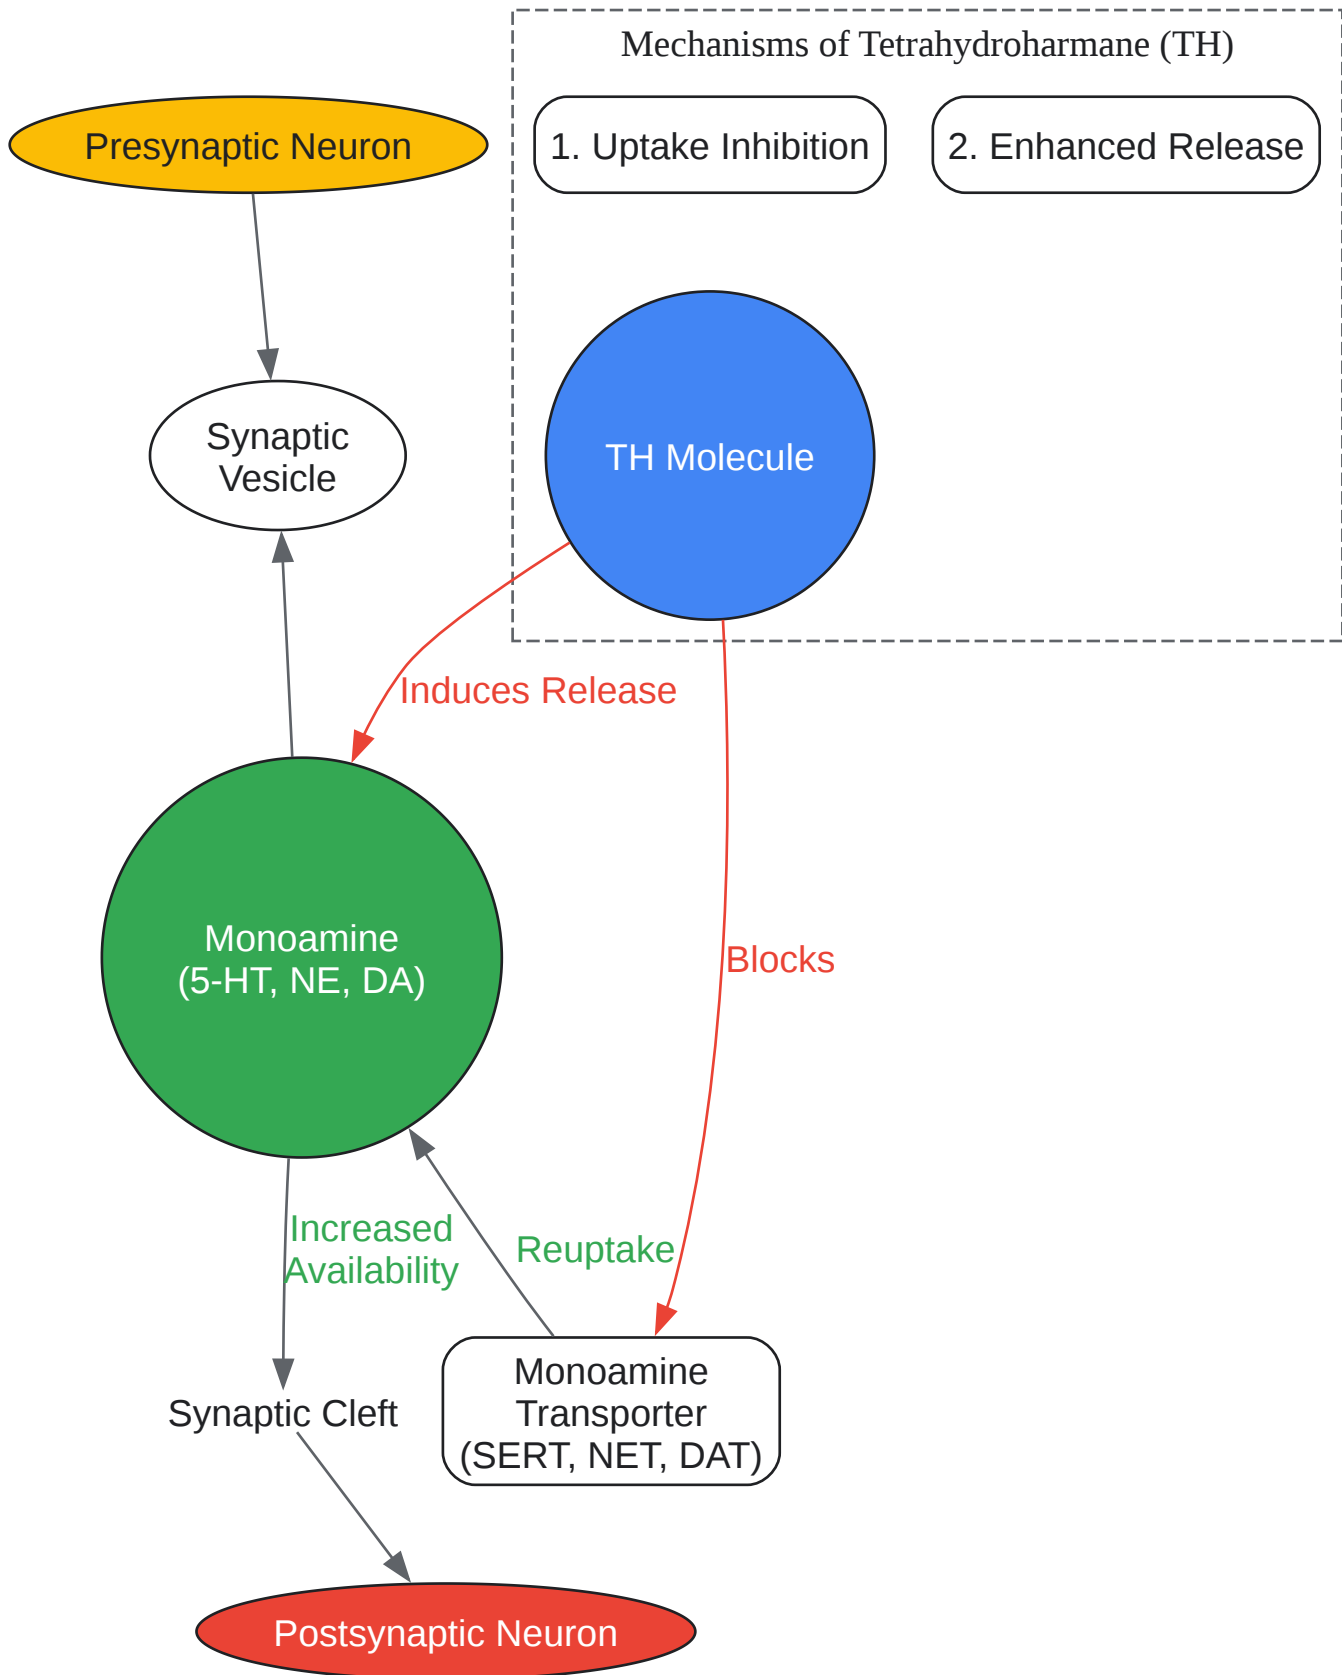 Mechanisms of Tetrahydroharmane (TH)
Presynaptic Neuron
1. Uptake Inhibition
2. Enhanced Release
Synaptic
Vesicle
TH Molecule
Induces Release
Monoamine
(5-HT, NE, DA)
Blocks
Increased
Availability
Reuptake
Monoamine
Transporter
(SERT, NET, DAT)
Synaptic Cleft
Postsynaptic Neuron